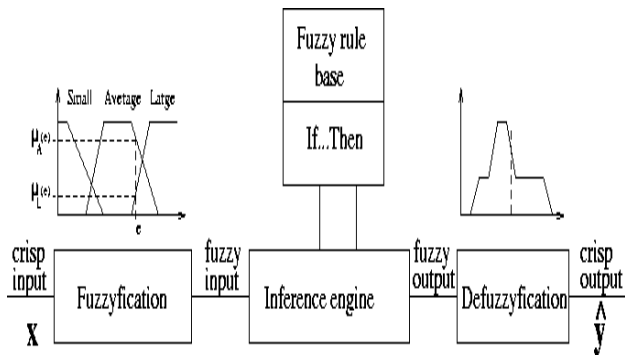 Fuzzy rule
base
If...Then
Small Avetage Latge
μA(e)
μL(e)
e
crisp
input
fuzzy
input
fuzzy
output
crisp
output
Fuzzyfication
Inference engine
Defuzzyfication
x
ŷ